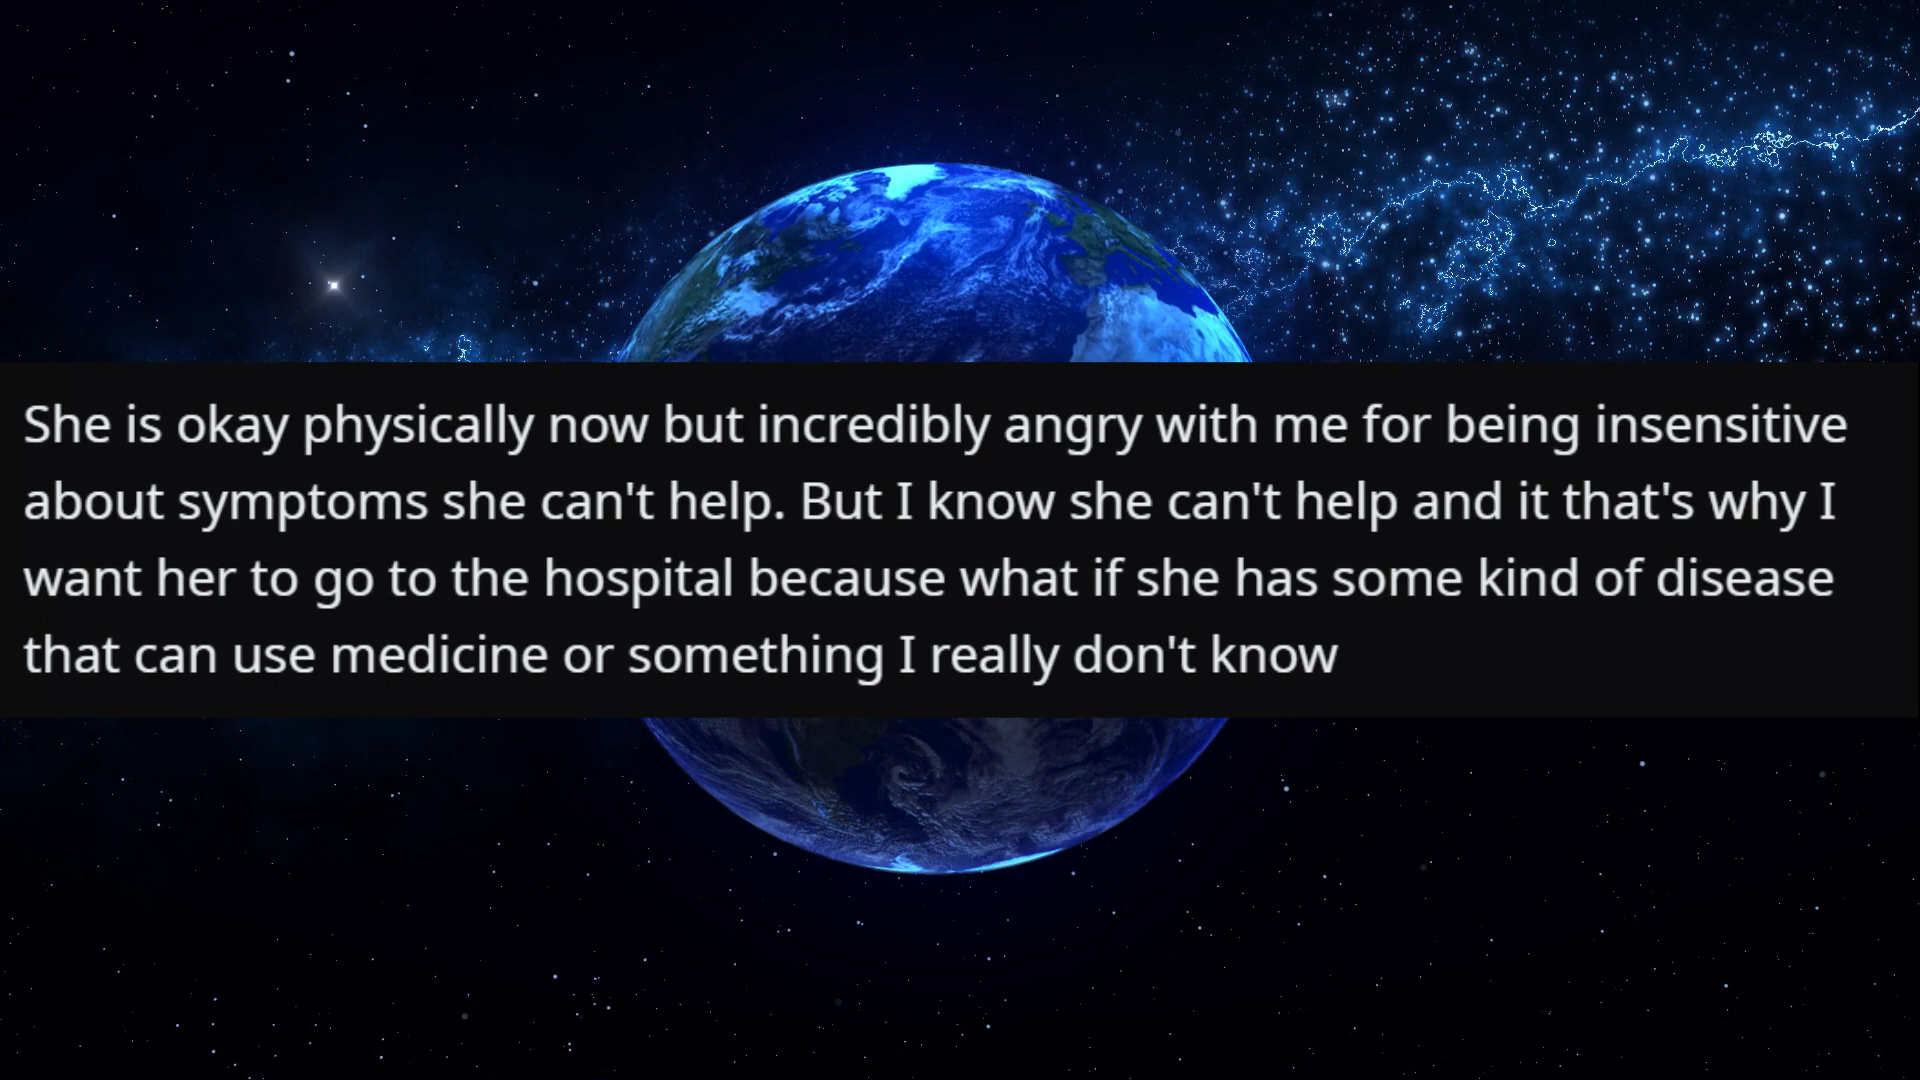 She is okay physically now but incredibly angry with me for being insensitive
about symptoms she can't help. But I know she can't help and it that's why I
want her to go to the hospital because what if she has some kind of disease
that can use medicine or something I really don't know